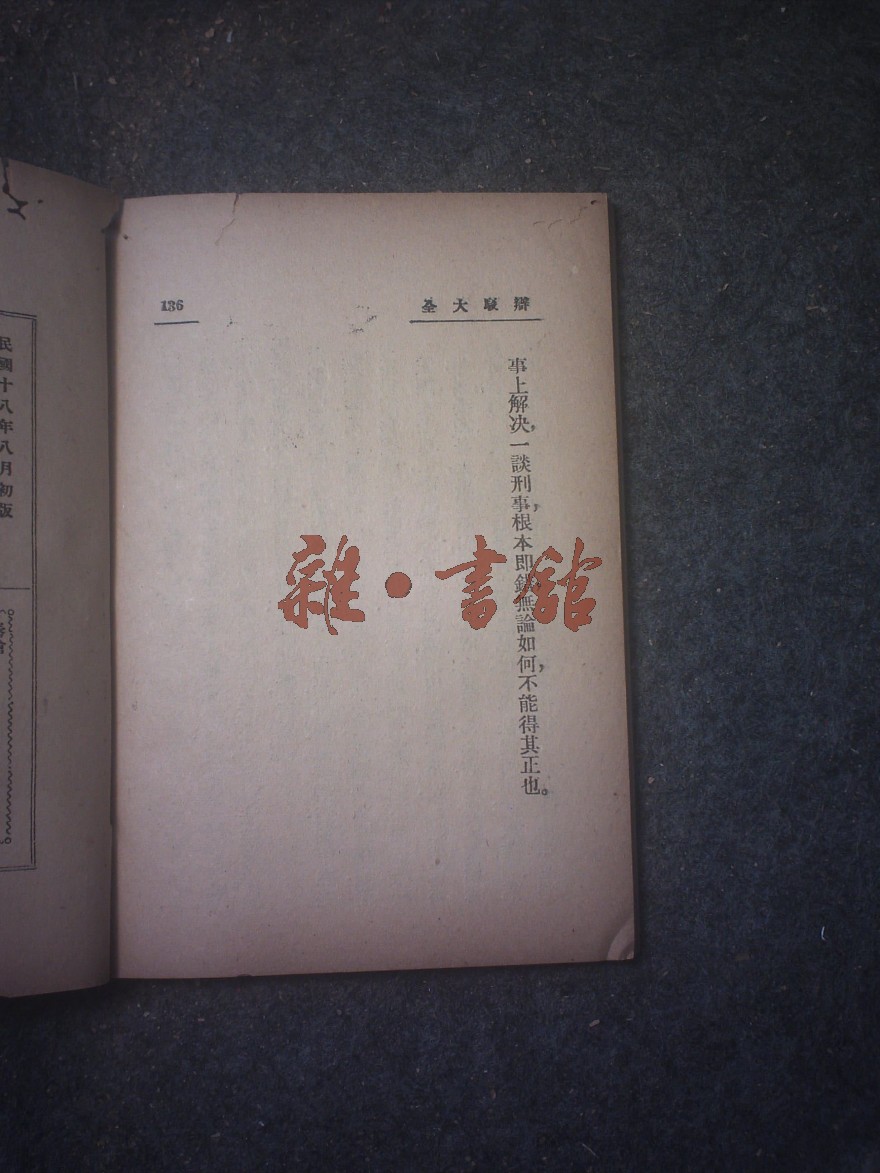 辯駁大全
136
事上解决，一談刑事，根本即錯，無論如何，不能得其正也。
民國十八年八月初版
雜・書館